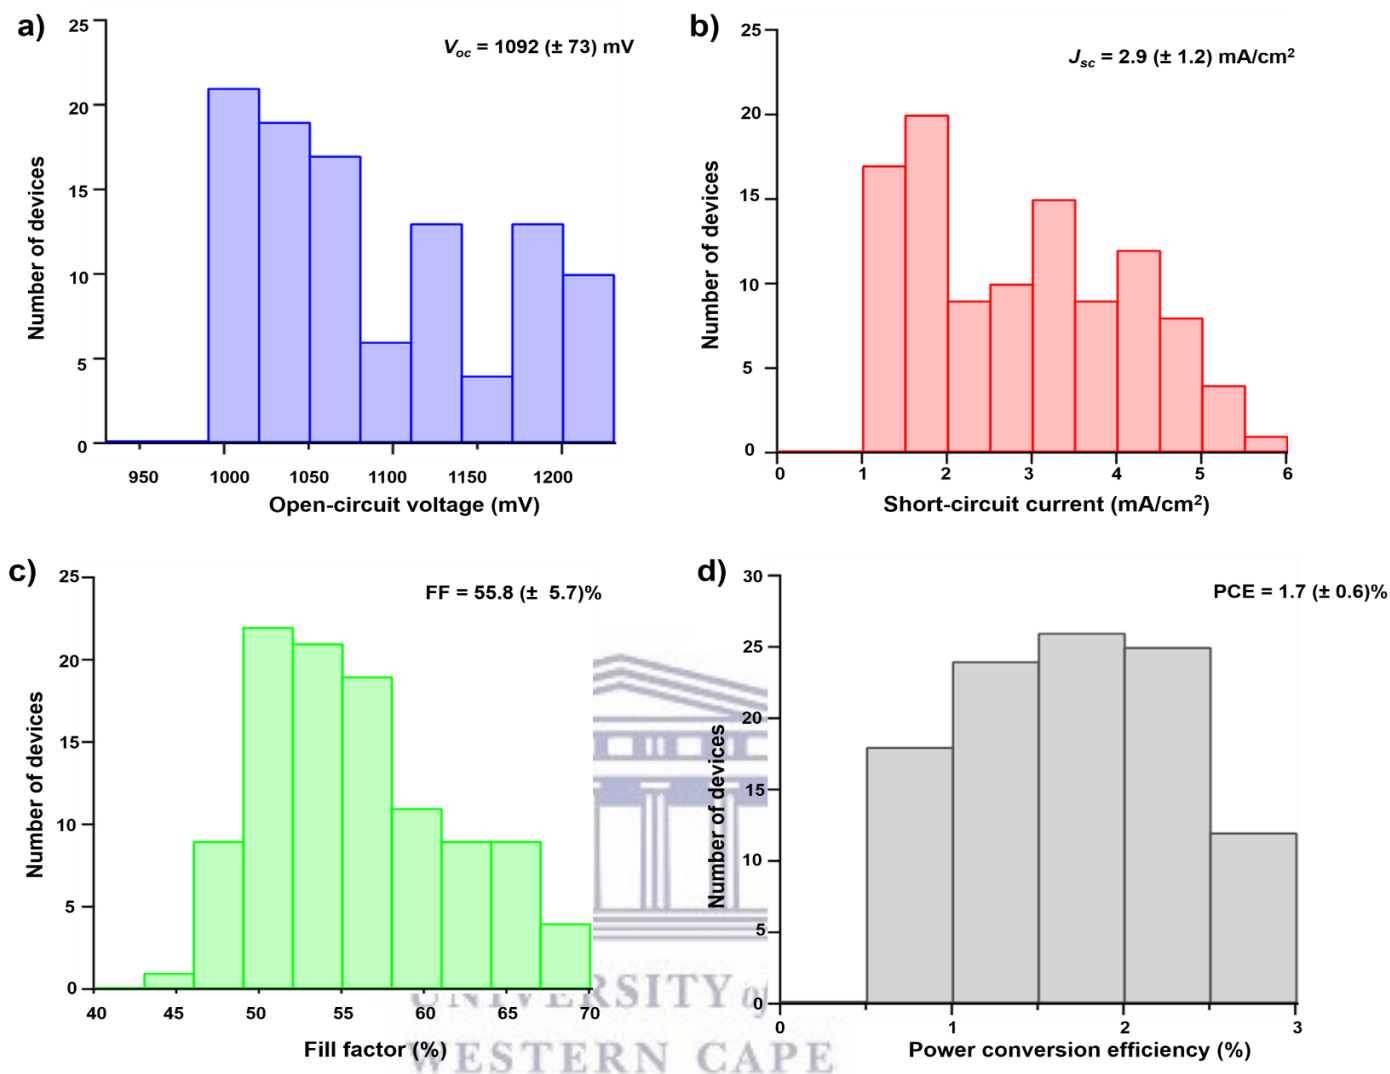 a)
25
20
15
10
5
0
Number of devices
Voc = 1092 (± 73) mV
950 1000 1050 1100 1150 1200
Open-circuit voltage (mV)
b)
25
20
15
10
5
0
Number of devices
Jsc = 2.9 (± 1.2) mA/cm²
0 1 2 3 4 5 6
Short-circuit current (mA/cm²)
c)
25
20
15
10
5
0
Number of devices
FF = 55.8 (± 5.7)%
40 45 50 55 60 65 70
Fill factor (%)
d)
30
25
20
15
10
5
0
Number of devices
PCE = 1.7 (± 0.6)%
0 1 2 3
Power conversion efficiency (%)
UNIVERSITY of
WESTERN CAPE